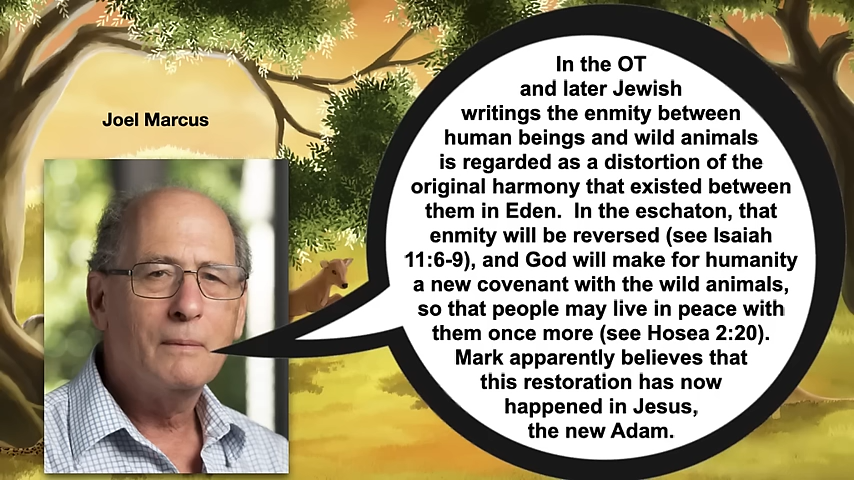 Joel Marcus
In the OT
and later Jewish
writings the enmity between
human beings and wild animals
is regarded as a distortion of the
original harmony that existed between
them in Eden.  In the eschaton, that
enmity will be reversed (see Isaiah
11:6-9), and God will make for humanity
a new covenant with the wild animals,
so that people may live in peace with
them once more (see Hosea 2:20).
Mark apparently believes that
this restoration has now
happened in Jesus,
the new Adam.